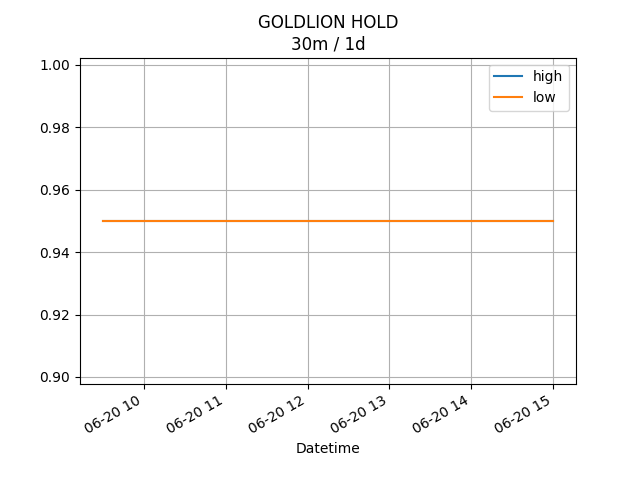 GOLDLION HOLD
30m / 1d
1.00
0.98
0.96
0.94
0.92
0.90
high
low
06-20 10
06-20 11
06-20 12
06-20 13
06-20 14
06-20 15
Datetime